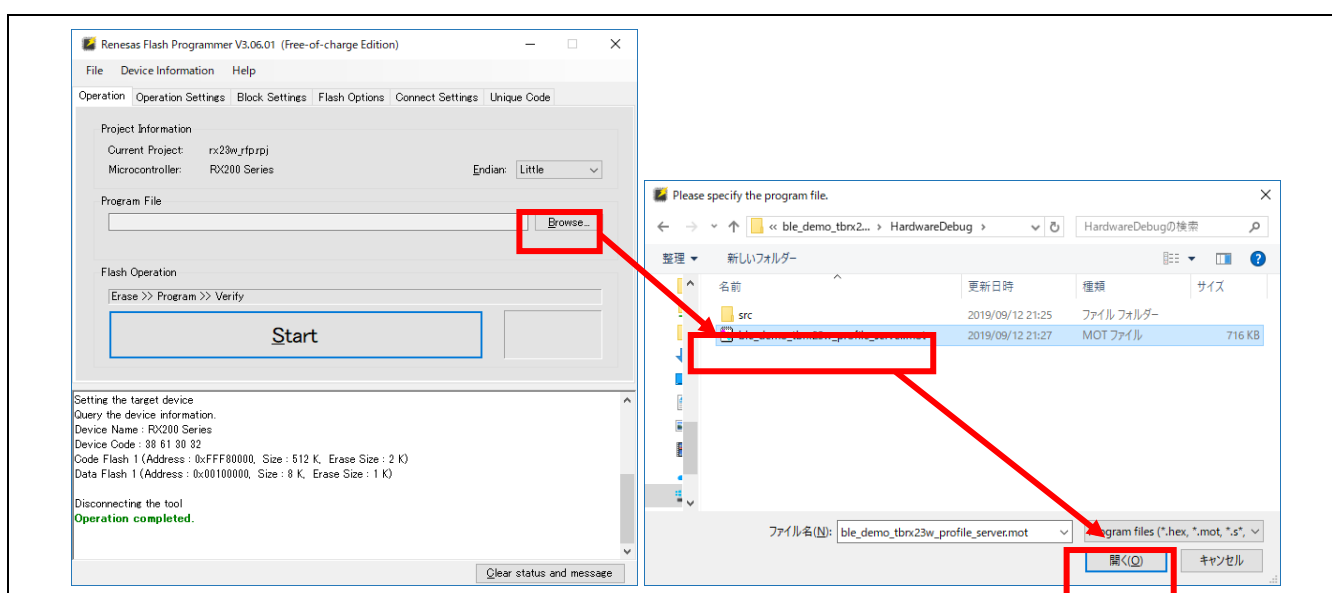 Renesas Flash Programmer V3.06.01 (Free-of-charge Edition)
File Device Information Help
Operation Operation Settings Block Settings Flash Options Connect Settings Unique Code
Project Information
Current Project: rx23w_rfp.rpj
Microcontroller: RX200 Series
Endian: Little
Program File
Browse...
Flash Operation
Erase >> Program >> Verify
Start
Setting the target device
Query the device information.
Device Name : RX200 Series
Device Code : 38 61 30 32
Code Flash 1 (Address : 0xFFF80000, Size : 512 K, Erase Size : 2 K)
Data Flash 1 (Address : 0x00100000, Size : 8 K, Erase Size : 1 K)
Disconnecting the tool
Operation completed.
Clear status and message
Please specify the program file.
« ble_demo_tbrx2... › HardwareDebug ›
HardwareDebugの検索
整理 新しいフォルダー
名前 更新日時 種類 サイズ
src 2019/09/12 21:25 ファイル フォルダー
ble_demo_tbrx23w_profile_server.mot 2019/09/12 21:27 MOT ファイル 716 KB
ファイル名(N): ble_demo_tbrx23w_profile_server.mot
Program files (*.hex, *.mot, *.s*,
開く(O) キャンセル